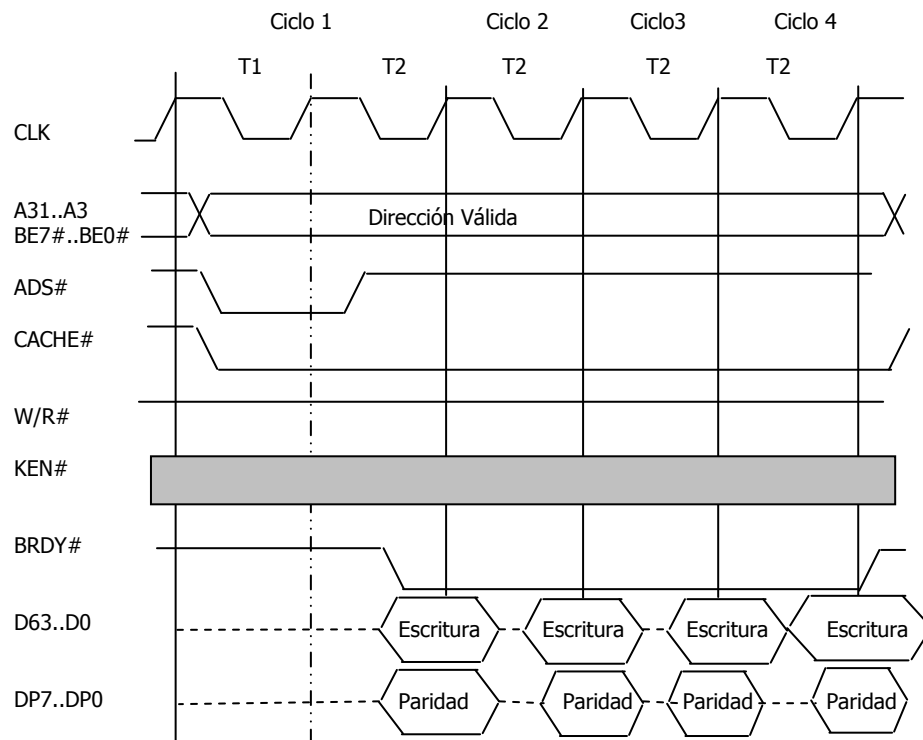 Ciclo 1 Ciclo 2 Ciclo3 Ciclo 4
T1 T2 T2 T2 T2
CLK
A31..A3
BE7#..BE0#
Dirección Válida
ADS#
CACHE#
W/R#
KEN#
BRDY#
D63..D0 Escritura Escritura Escritura Escritura
DP7..DP0 Paridad Paridad Paridad Paridad